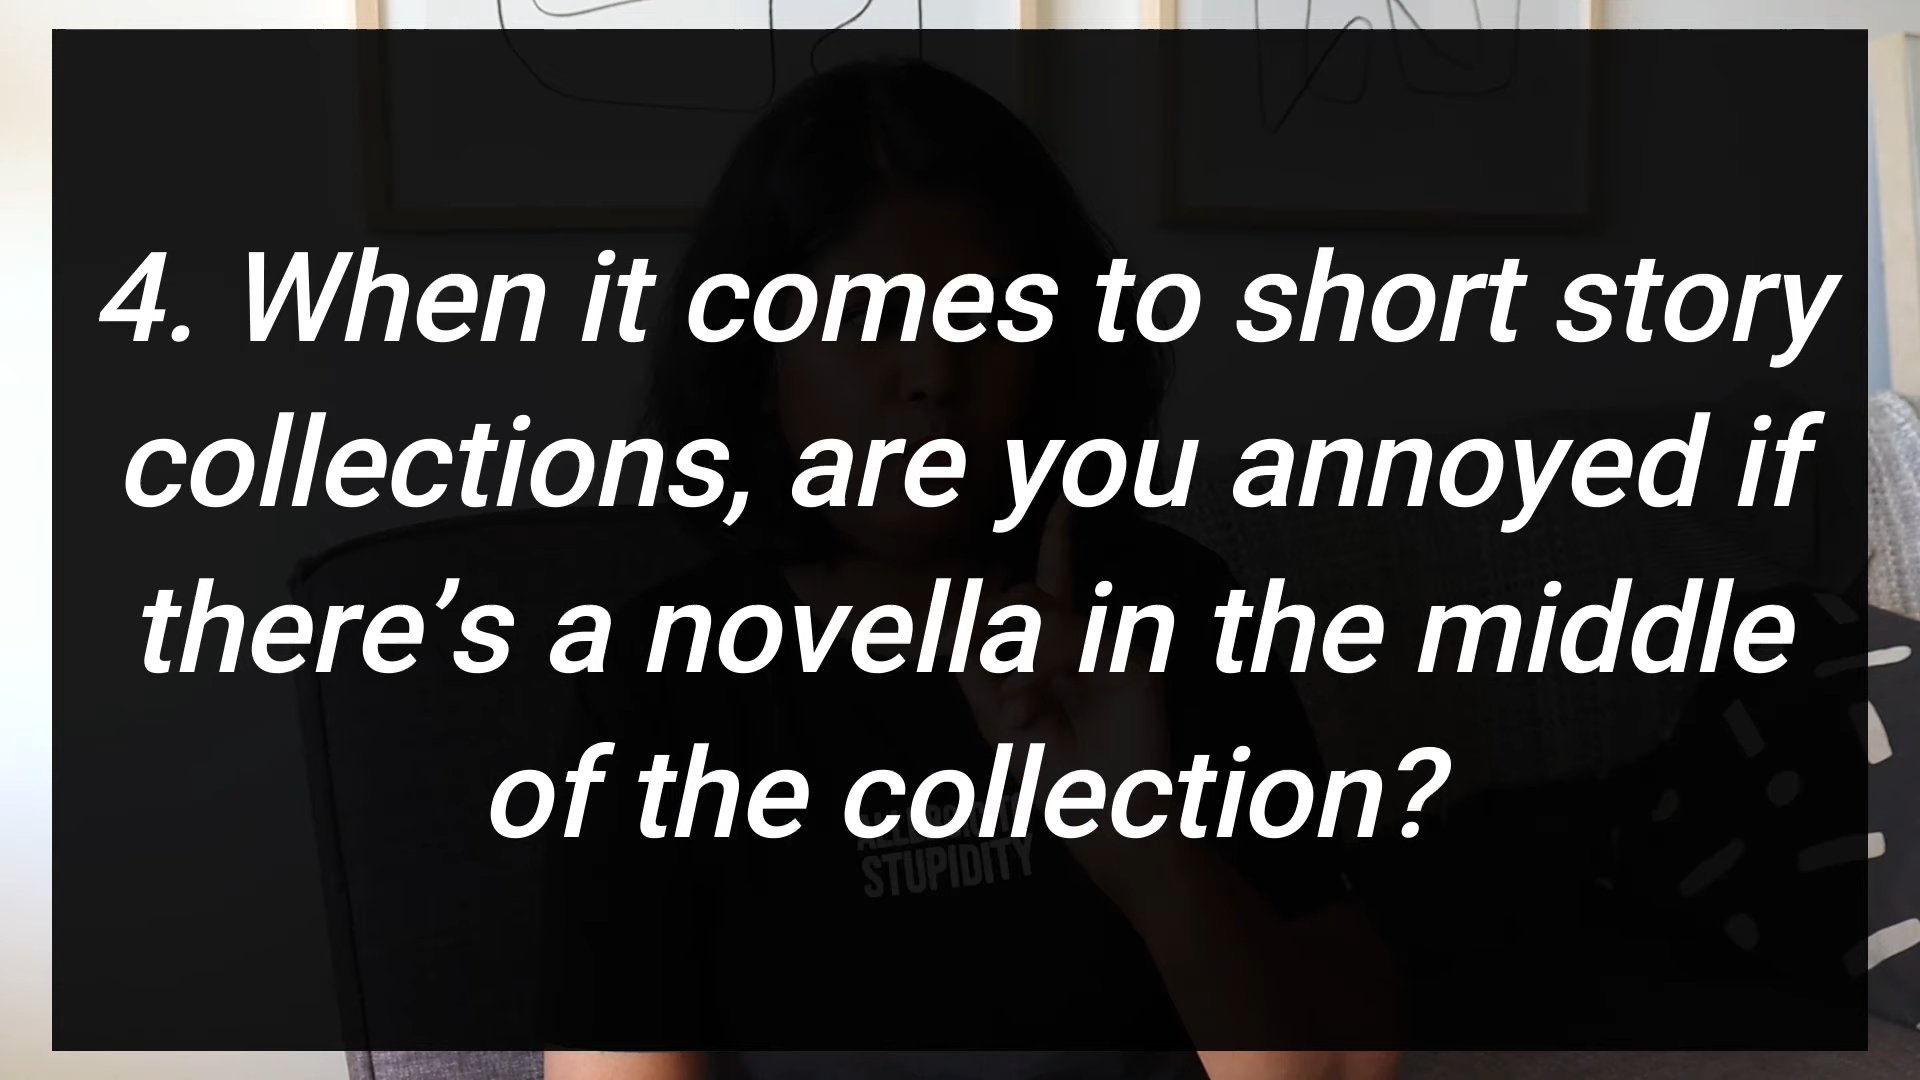 4. When it comes to short story
collections, are you annoyed if
there’s a novella in the middle
of the collection?
STUPIDITY